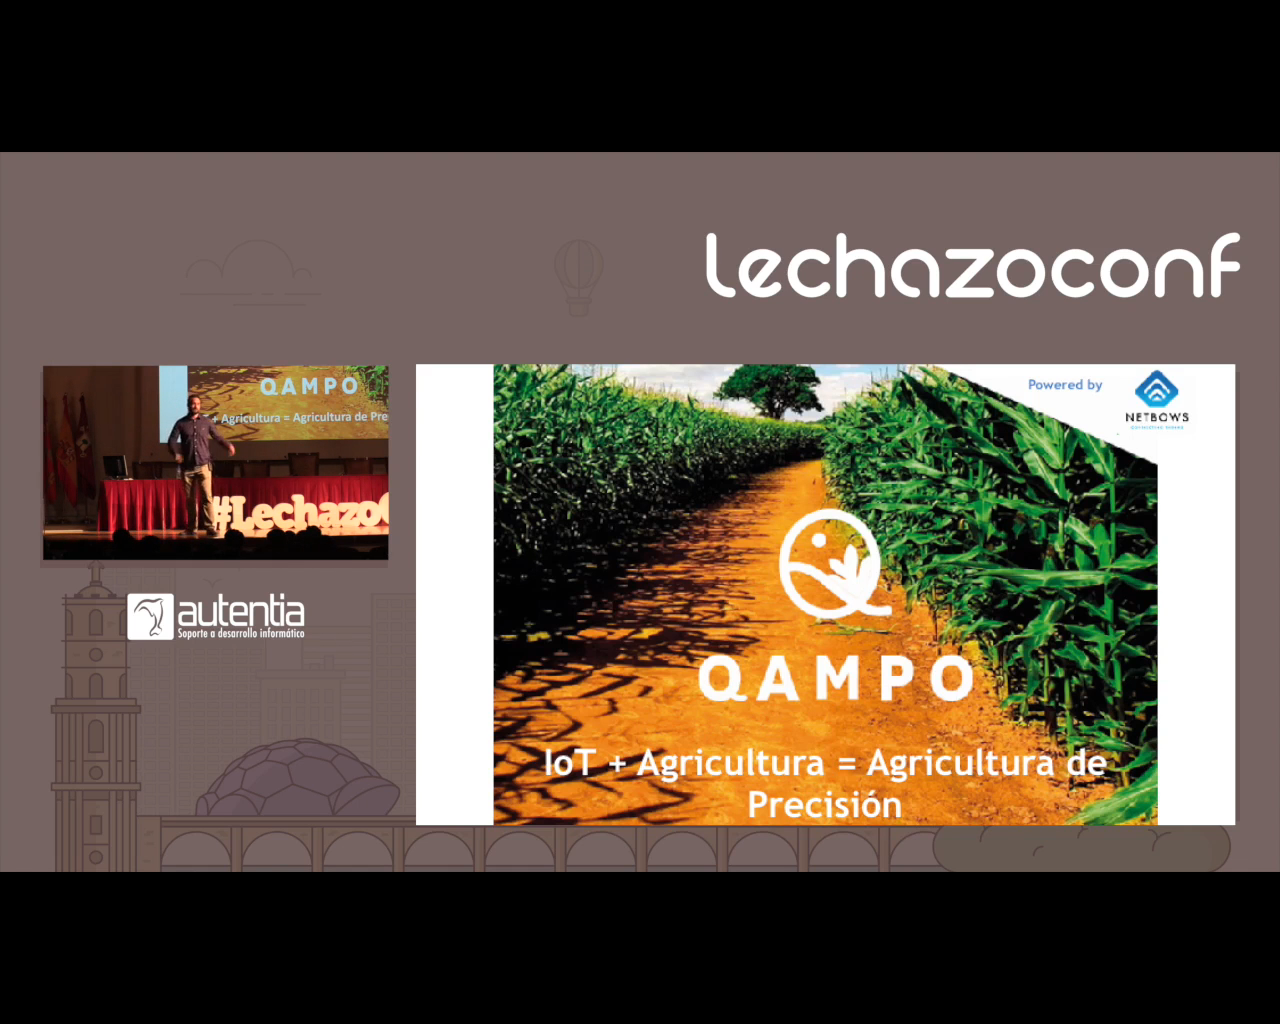 lechazoconf
QAMPO
+ Agricultura = Agricultura de Pre
#Lechazo
autentia
Soporte a desarrollo informático
Powered by
NETBOWS
QAMPO
IoT + Agricultura = Agricultura de
Precisión